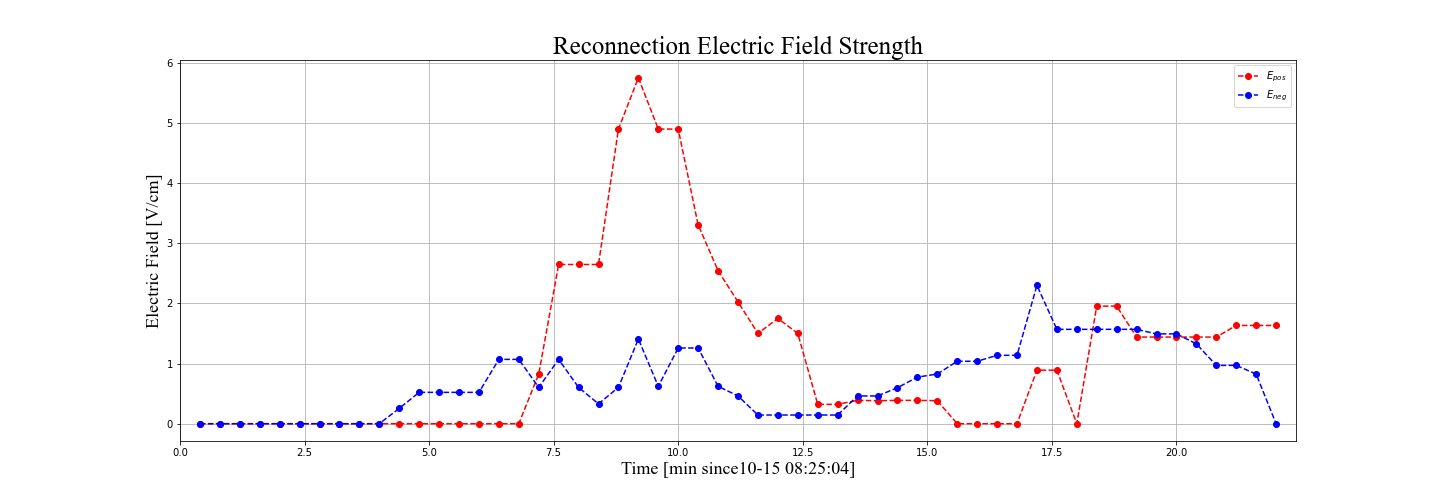 Reconnection Electric Field Strength
6
5
4
3
2
1
0
Electric Field [V/cm]
E_pos
E_neg
0.0 2.5 5.0 7.5 10.0 12.5 15.0 17.5 20.0
Time [min since10-15 08:25:04]